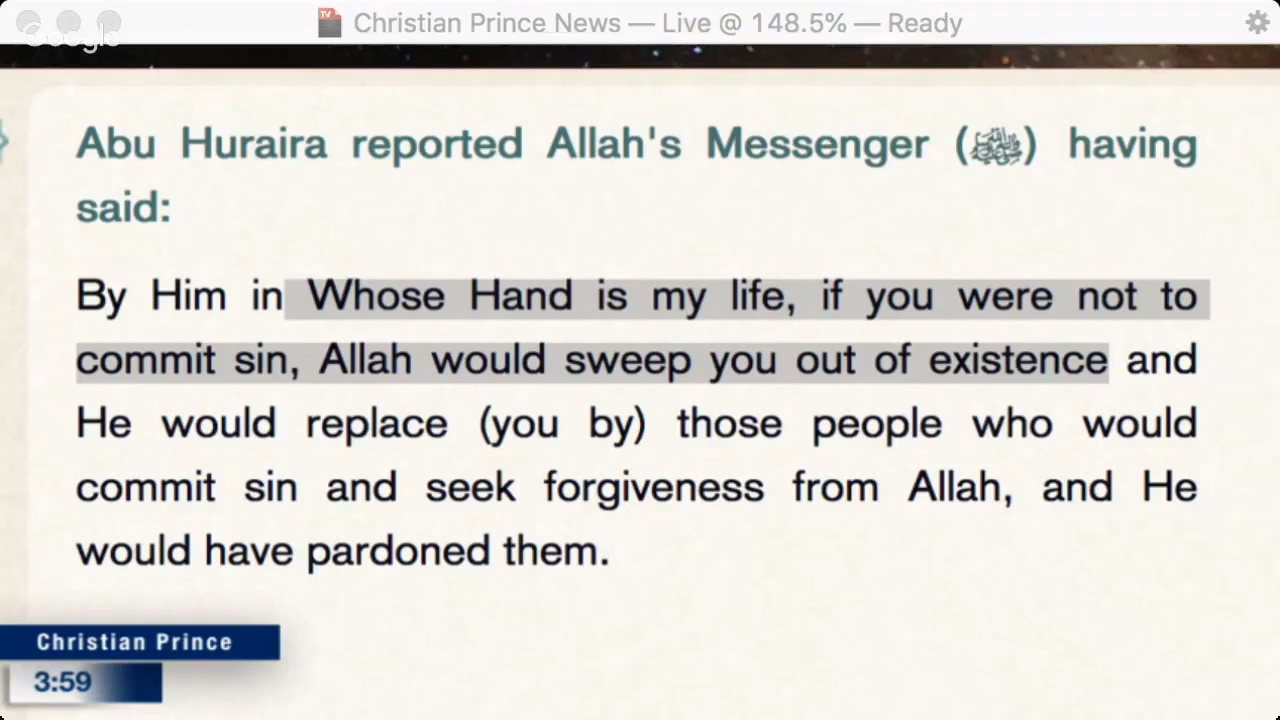 Christian Prince News — Live @ 148.5% — Ready
Google
Abu Huraira reported Allah's Messenger (ﷺ) having
said:
By Him in Whose Hand is my life, if you were not to
commit sin, Allah would sweep you out of existence and
He would replace (you by) those people who would
commit sin and seek forgiveness from Allah, and He
would have pardoned them.
Christian Prince
3:59